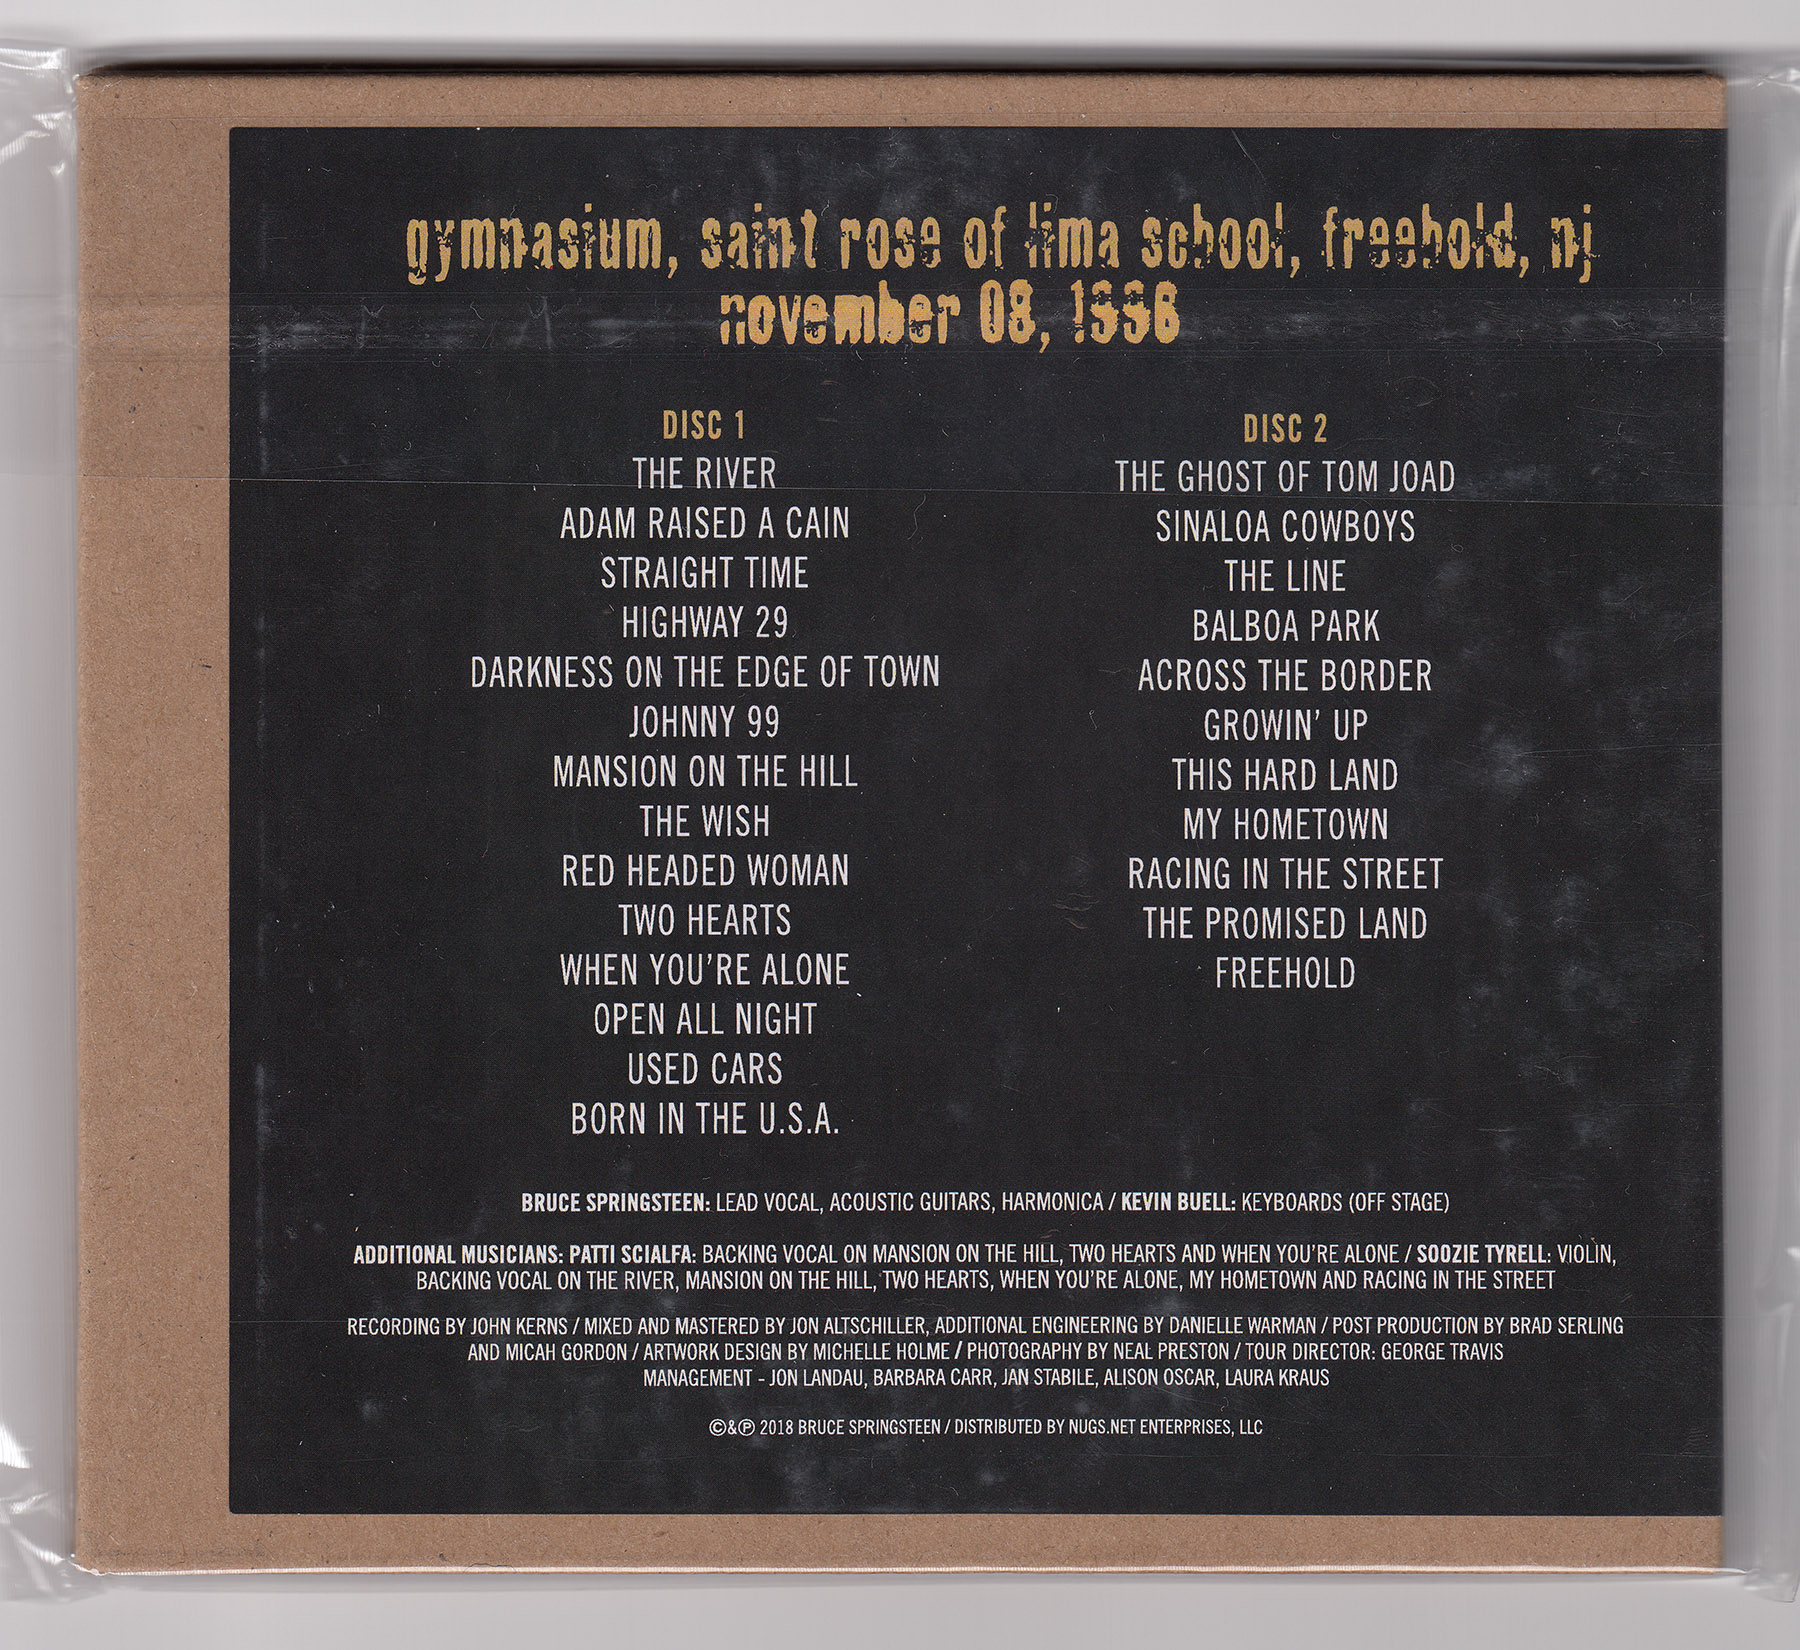 gymnasium, saint rose of lima school, freehold, nj
november 08, 1996
DISC 1
THE RIVER
ADAM RAISED A CAIN
STRAIGHT TIME
HIGHWAY 29
DARKNESS ON THE EDGE OF TOWN
JOHNNY 99
MANSION ON THE HILL
THE WISH
RED HEADED WOMAN
TWO HEARTS
WHEN YOU'RE ALONE
OPEN ALL NIGHT
USED CARS
BORN IN THE U.S.A.
DISC 2
THE GHOST OF TOM JOAD
SINALOA COWBOYS
THE LINE
BALBOA PARK
ACROSS THE BORDER
GROWIN' UP
THIS HARD LAND
MY HOMETOWN
RACING IN THE STREET
THE PROMISED LAND
FREEHOLD
BRUCE SPRINGSTEEN: LEAD VOCAL, ACOUSTIC GUITARS, HARMONICA / KEVIN BUELL: KEYBOARDS (OFF STAGE)
ADDITIONAL MUSICIANS: PATTI SCIALFA: BACKING VOCAL ON MANSION ON THE HILL, TWO HEARTS AND WHEN YOU'RE ALONE / SOOZIE TYRELL: VIOLIN,
BACKING VOCAL ON THE RIVER, MANSION ON THE HILL, TWO HEARTS, WHEN YOU'RE ALONE, MY HOMETOWN AND RACING IN THE STREET
RECORDING BY JOHN KERNS / MIXED AND MASTERED BY JON ALTSCHILLER, ADDITIONAL ENGINEERING BY DANIELLE WARMAN / POST PRODUCTION BY BRAD SERLING
AND MICAH GORDON / ARTWORK DESIGN BY MICHELLE HOLME / PHOTOGRAPHY BY NEAL PRESTON / TOUR DIRECTOR: GEORGE TRAVIS
MANAGEMENT - JON LANDAU, BARBARA CARR, JAN STABILE, ALISON OSCAR, LAURA KRAUS
©&℗ 2018 BRUCE SPRINGSTEEN / DISTRIBUTED BY NUGS.NET ENTERPRISES, LLC